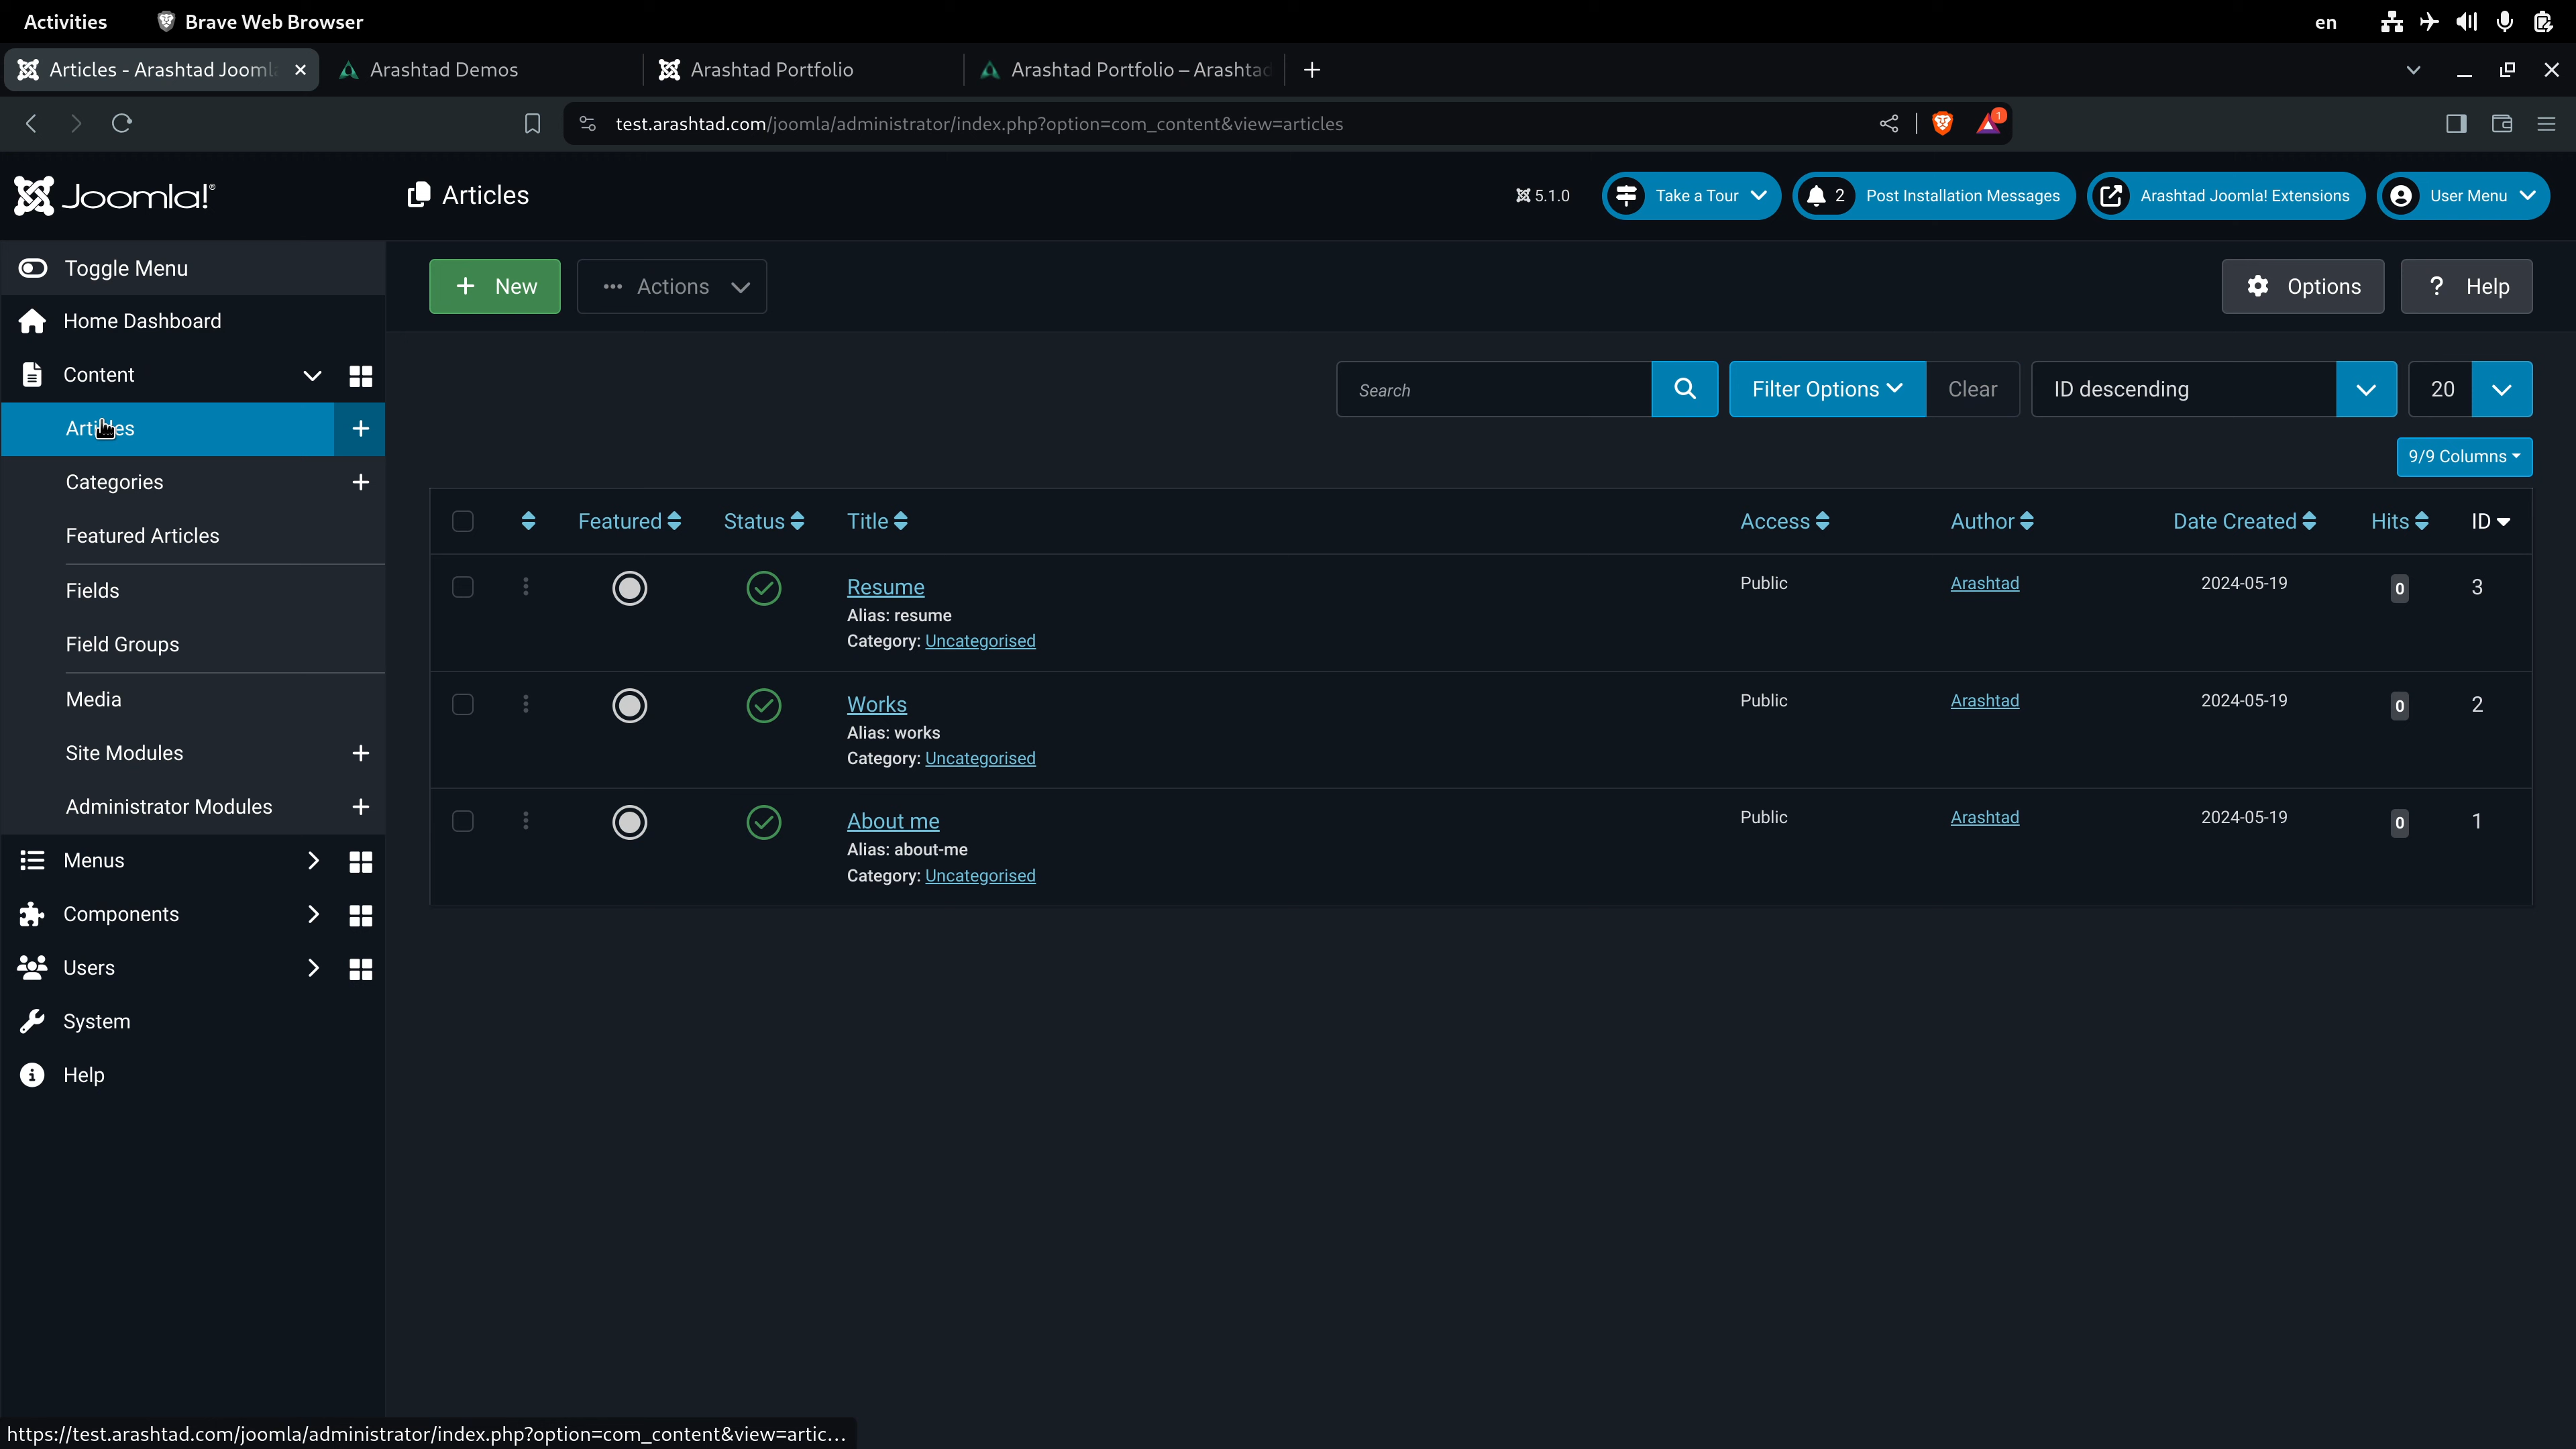 Activities Brave Web Browser en
Articles - Arashtad Jooml Arashtad Demos Arashtad Portfolio Arashtad Portfolio – Arashtad
test.arashtad.com/joomla/administrator/index.php?option=com_content&view=articles 1
Joomla!® Articles 5.1.0 Take a Tour 2 Post Installation Messages Arashtad Joomla! Extensions User Menu
Toggle Menu
New Actions Options ? Help
Home Dashboard
Content
Search Filter Options Clear ID descending 20
Articles
9/9 Columns
Categories
Featured Articles
Fields
Field Groups
Media
Site Modules
Administrator Modules
Menus
Components
Users
System
Help
Featured Status Title Access Author Date Created Hits ID
Resume Public Arashtad 2024-05-19 0 3
Alias: resume
Category: Uncategorised
Works Public Arashtad 2024-05-19 0 2
Alias: works
Category: Uncategorised
About me Public Arashtad 2024-05-19 0 1
Alias: about-me
Category: Uncategorised
https://test.arashtad.com/joomla/administrator/index.php?option=com_content&view=artic...